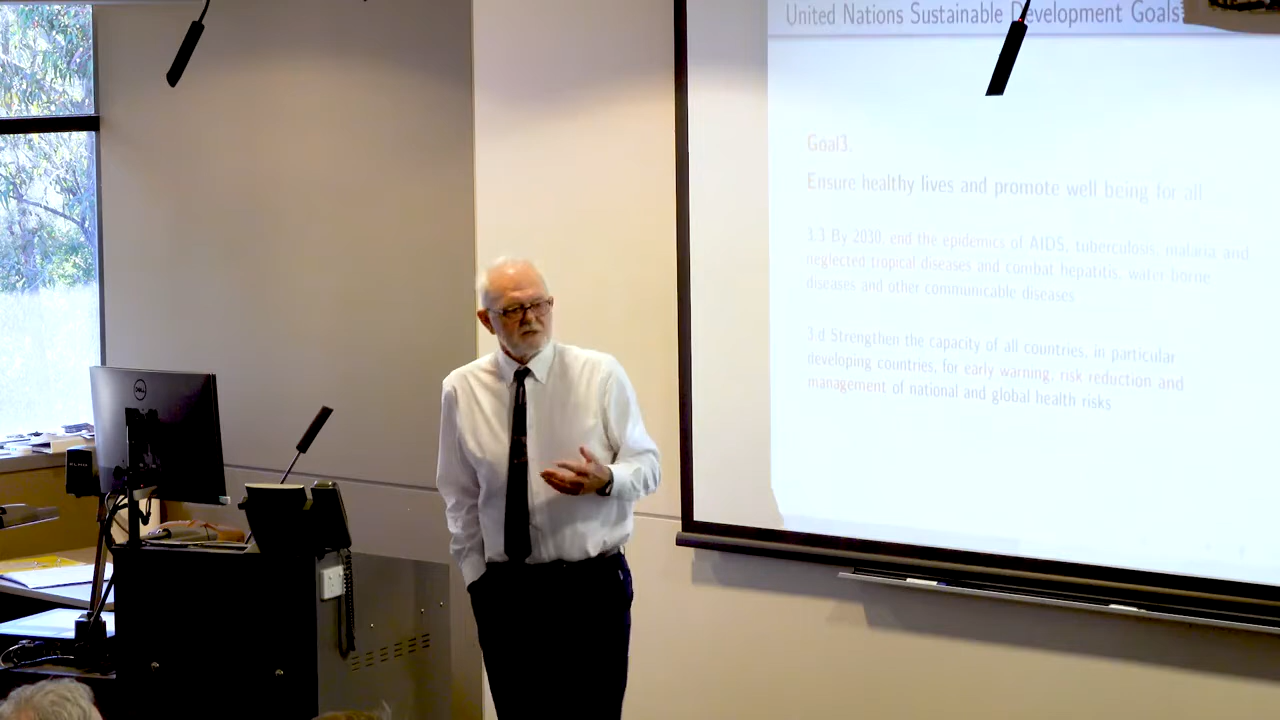 United Nations Sustainable Development Goals
Goal3.
Ensure healthy lives and promote well being for all
3.3 By 2030, end the epidemics of AIDS, tuberculosis, malaria and
neglected tropical diseases and combat hepatitis, water borne
diseases and other communicable diseases
3.d Strengthen the capacity of all countries, in particular
developing countries, for early warning, risk reduction and
management of national and global health risks
DELL